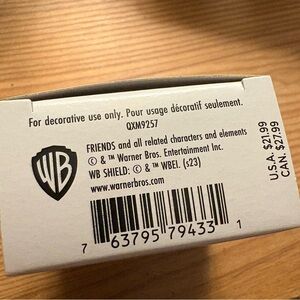 For decorative use only. Pour usage décoratif seulement.
QXM9257
FRIENDS and all related characters and elements
© & ™ Warner Bros. Entertainment Inc.
WB SHIELD: © & ™ WBEI. (s23)
www.warnerbros.com
WB
U.S.A. $21.99
CAN. $27.99
7 63795 79433 1